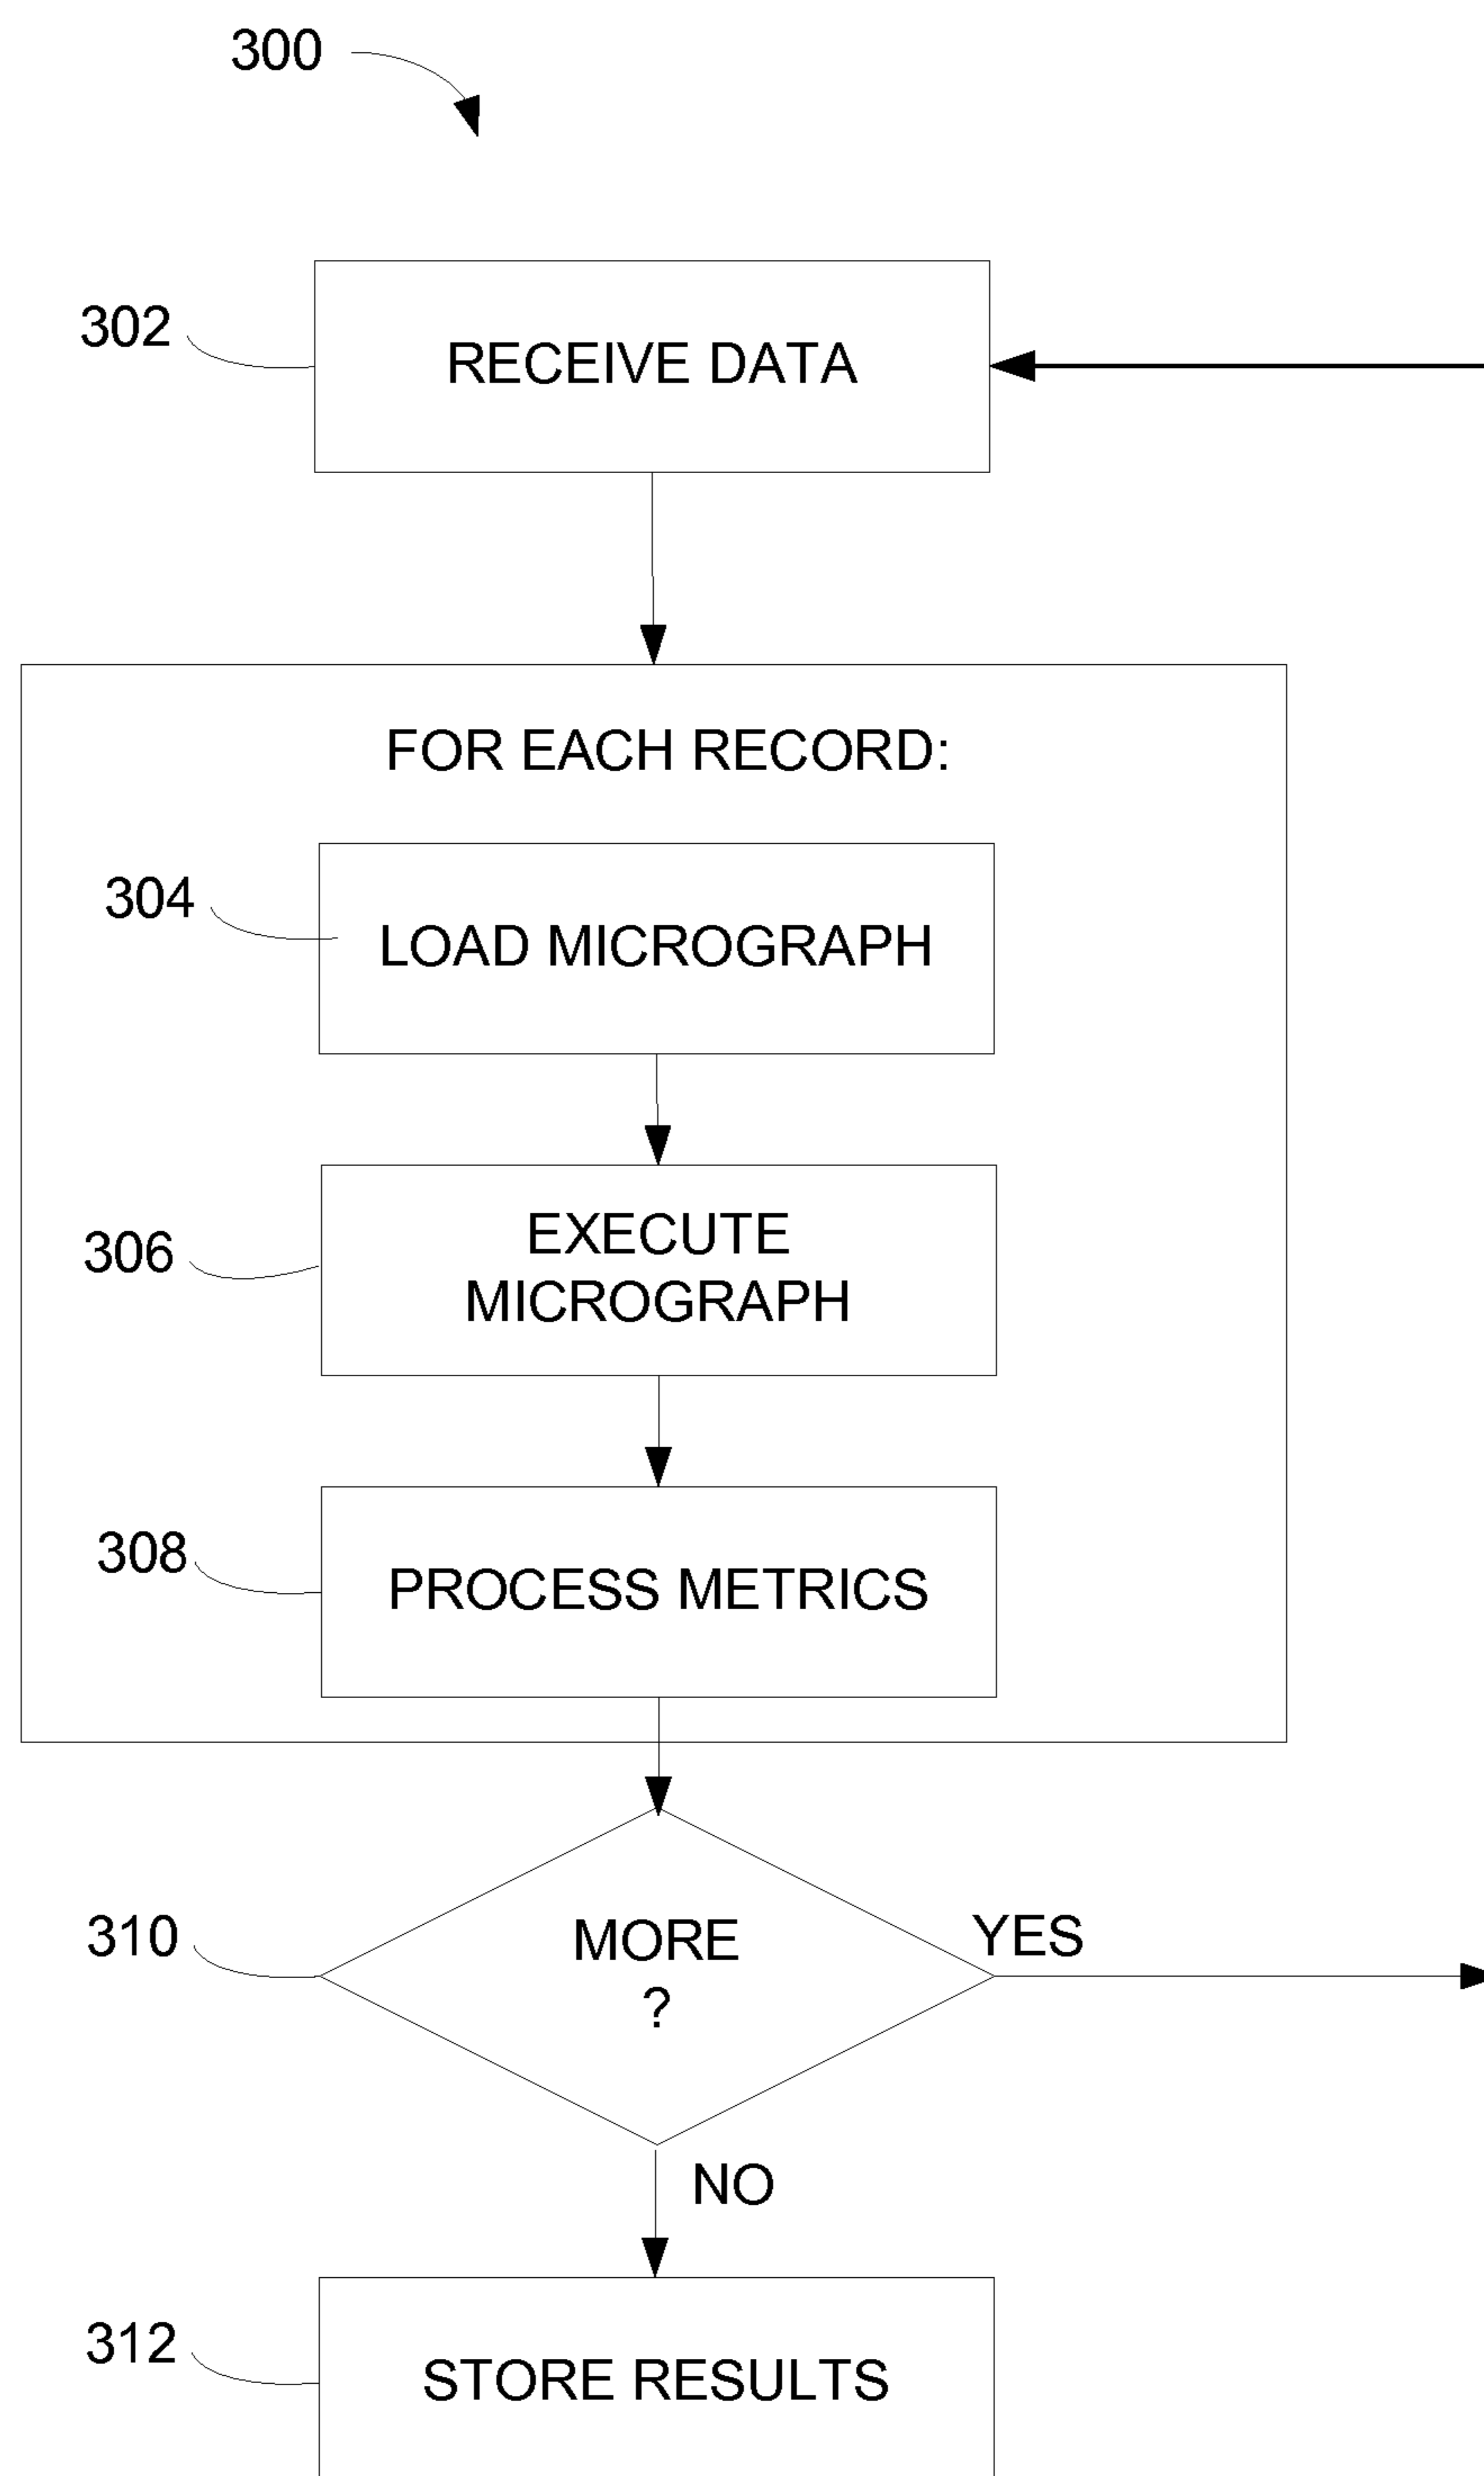 300
302
RECEIVE DATA
FOR EACH RECORD:
304
LOAD MICROGRAPH
306
EXECUTE
MICROGRAPH
308
PROCESS METRICS
310
MORE
?
YES
NO
312
STORE RESULTS